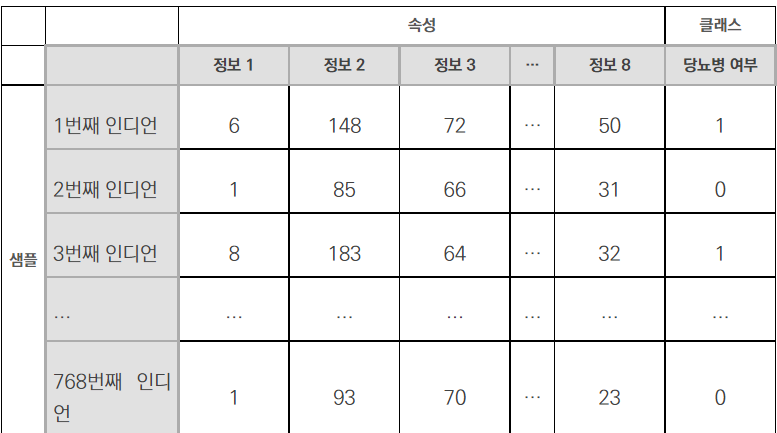 속성 클래스
정보 1 정보 2 정보 3 … 정보 8 당뇨병 여부
샘플
1번째 인디언 6 148 72 … 50 1
2번째 인디언 1 85 66 … 31 0
3번째 인디언 8 183 64 … 32 1
… … … … … … …
768번째 인디
언
1 93 70 … 23 0